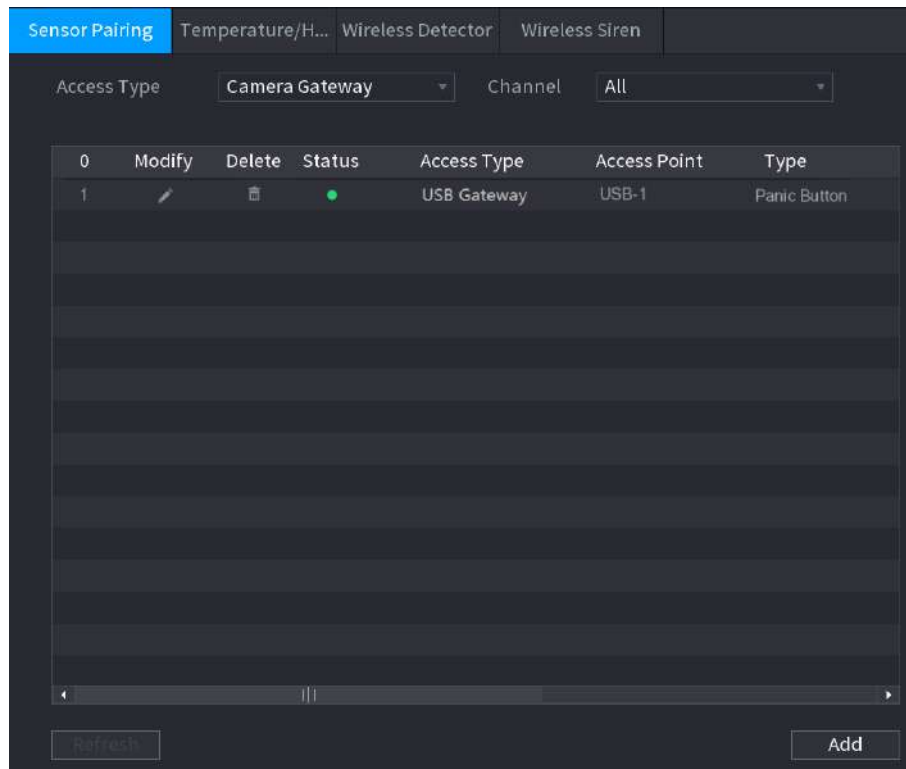 Sensor Pairing Temperature/H... Wireless Detector Wireless Siren
Access Type Camera Gateway Channel All
0 Modify Delete Status Access Type Access Point Type
1 USB Gateway USB-1 Panic Button
Refresh Add